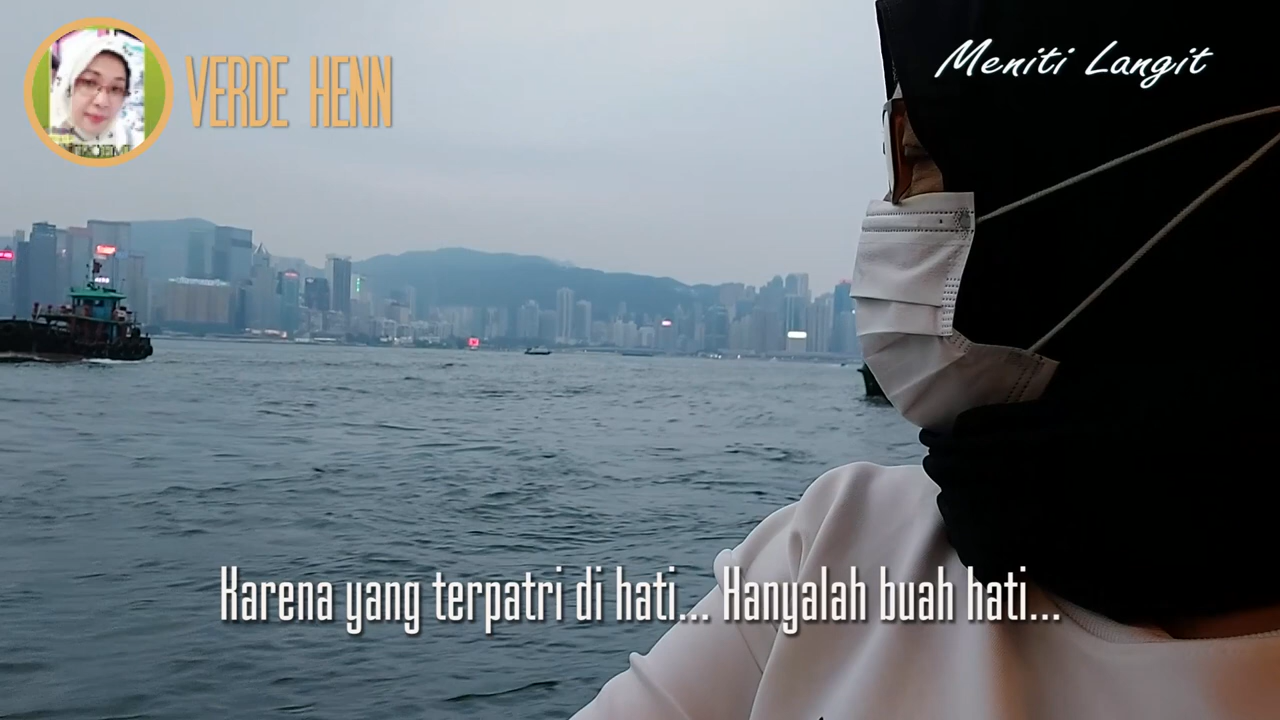 VERDE HENN
Meniti Langit
Karena yang terpatri di hati... Hanyalah buah hati...